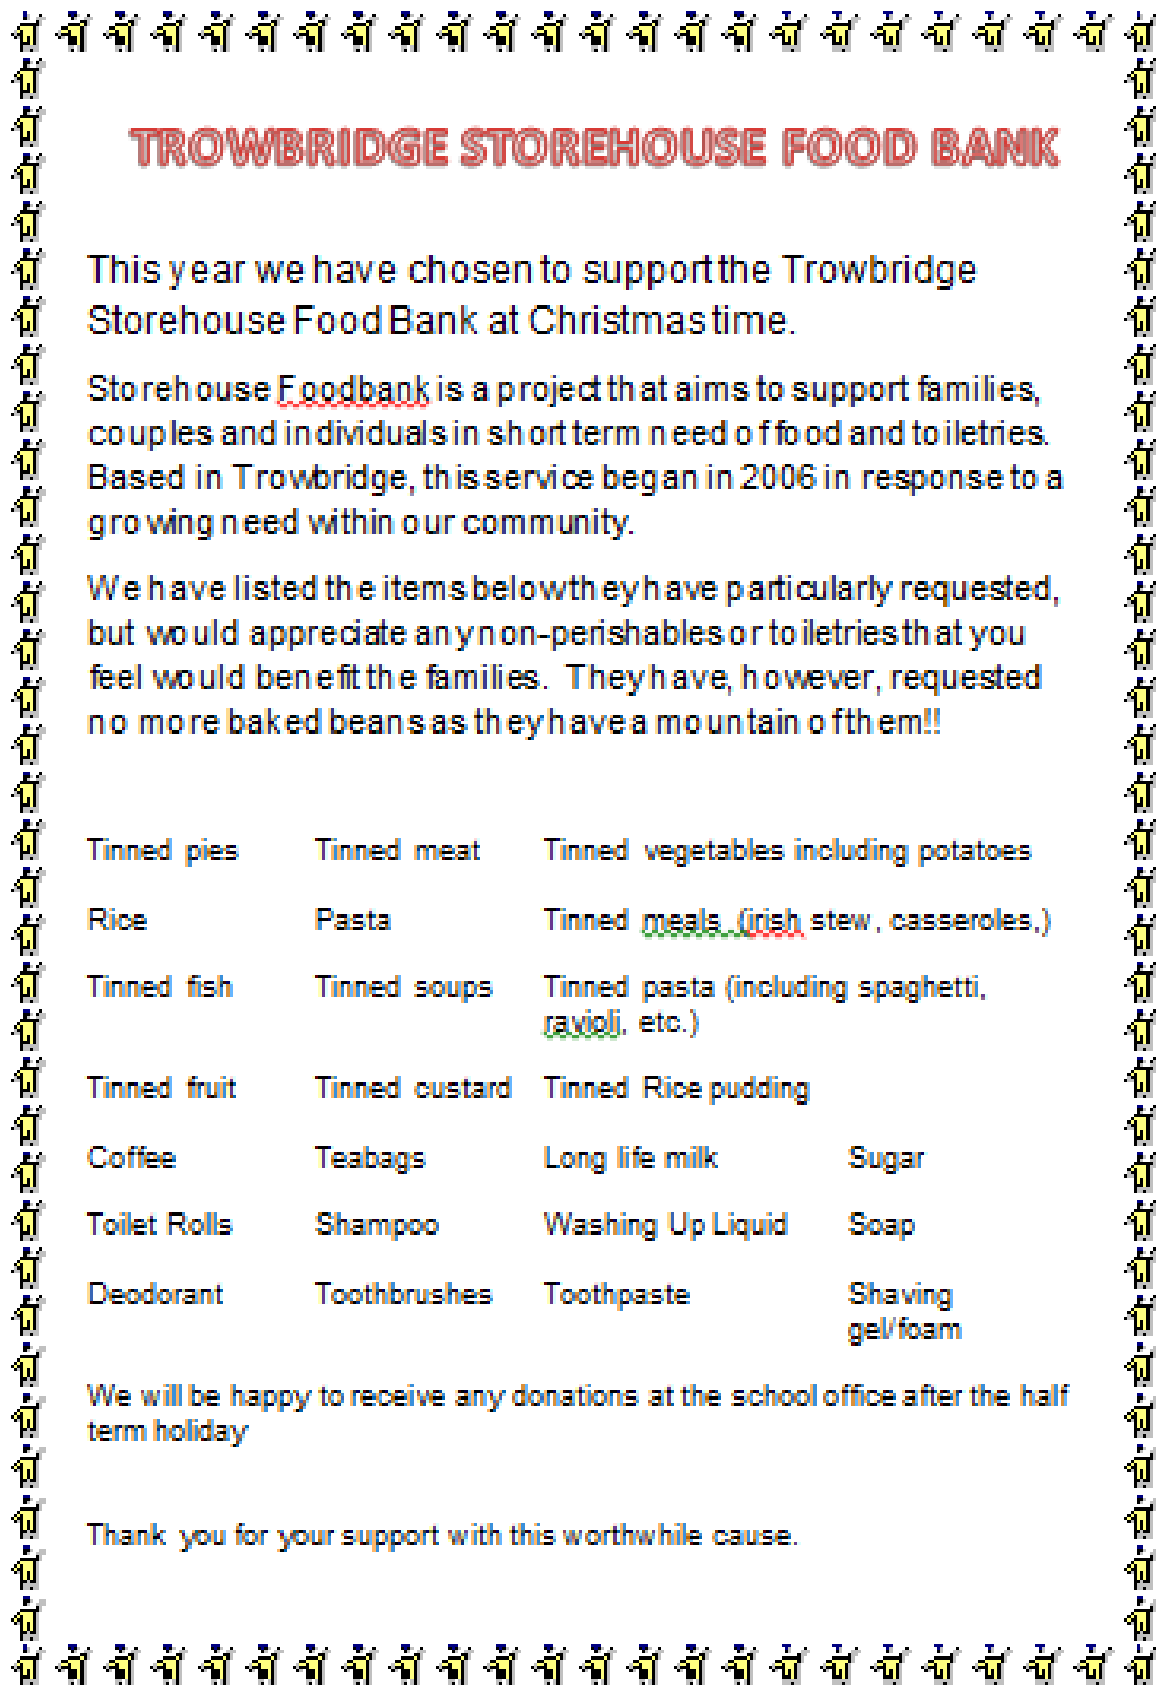 TROWBRIDGE STOREHOUSE FOOD BANK
This year we have chosen to support the Trowbridge
Storehouse Food Bank at Christmas time.
Storehouse Foodbank is a project that aims to support families,
couples and individuals in short term need of food and toiletries.
Based in Trowbridge, this service began in 2006 in response to a
growing need within our community.
We have listed the items below they have particularly requested,
but would appreciate any non-perishables or toiletries that you
feel would benefit the families. They have, however, requested
no more baked beans as they have a mountain of them!!
Tinned pies Tinned meat Tinned vegetables including potatoes
Rice Pasta Tinned meals (irish stew, casseroles,)
Tinned fish Tinned soups Tinned pasta (including spaghetti,
ravioli, etc.)
Tinned fruit Tinned custard Tinned Rice pudding
Coffee Teabags Long life milk Sugar
Toilet Rolls Shampoo Washing Up Liquid Soap
Deodorant Toothbrushes Toothpaste Shaving
gel/foam
We will be happy to receive any donations at the school office after the half
term holiday
Thank you for your support with this worthwhile cause.